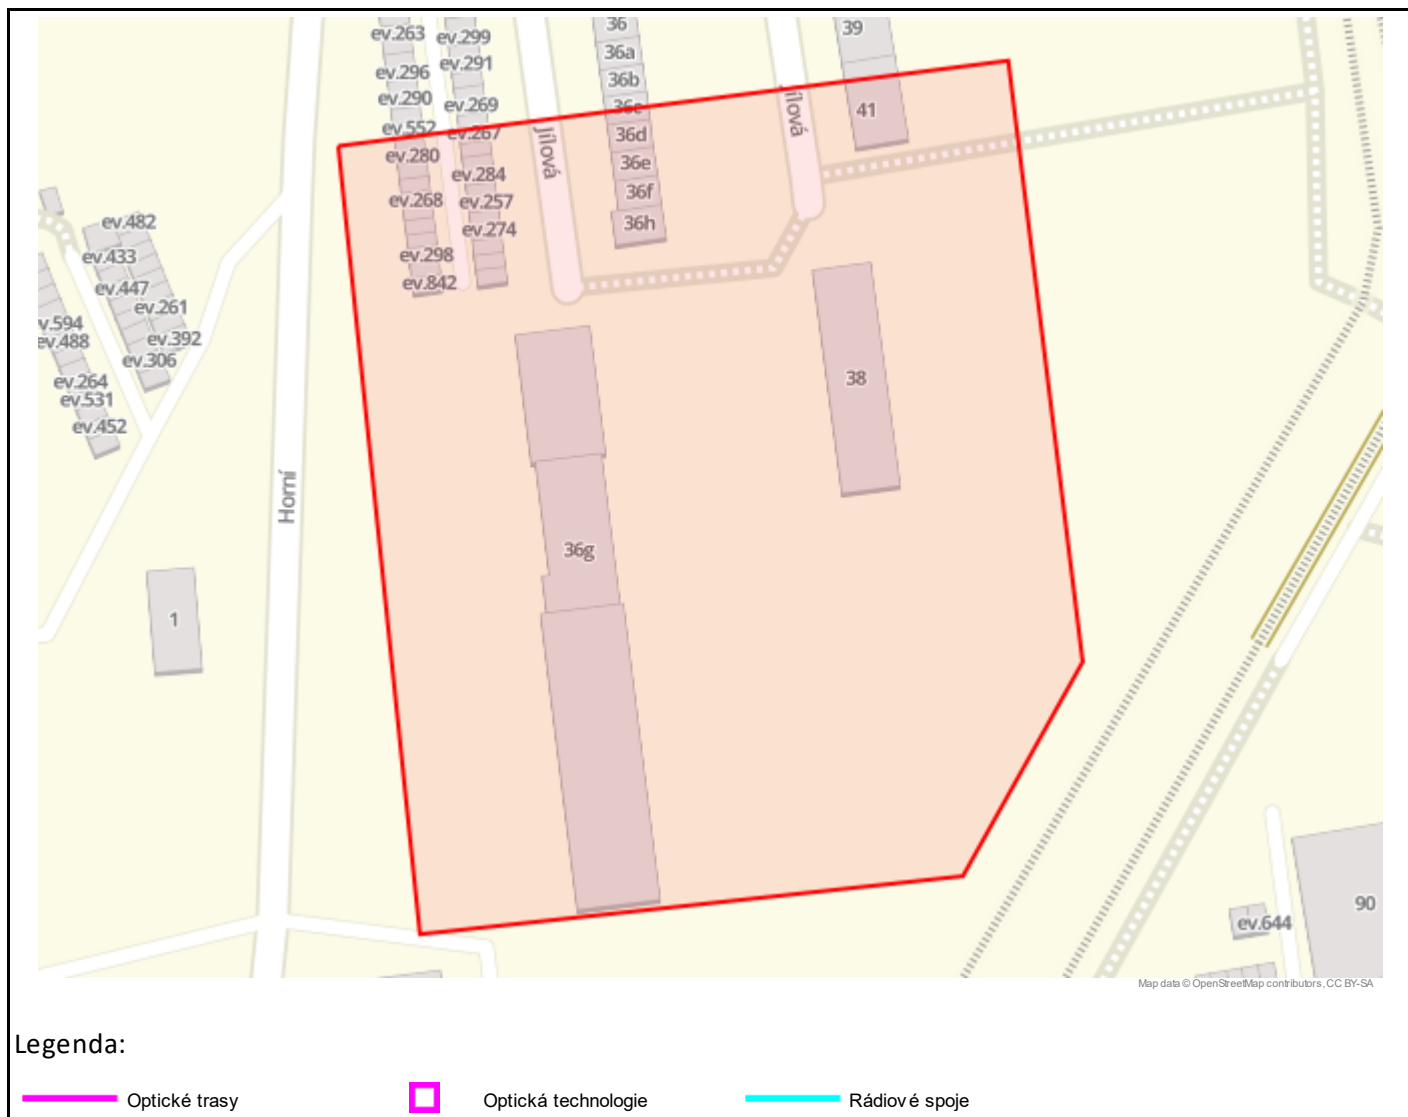 ev.263
ev.299
36
39
36a
ev.296
ev.291
36b
ev.290
ev.269
36c
41
ev.552
ev.267
36d
Jílová
Jílová
ev.280
36e
ev.284
ev.268
ev.257
36f
ev.482
36h
ev.274
ev.433
ev.298
ev.842
ev.447
ev.261
v.594
ev.488
ev.392
ev.306
ev.264
38
ev.531
ev.452
Horní
36g
1
90
ev.644
Map data © OpenStreetMap contributors, CC BY-SA
Legenda:
Optické trasy
Optická technologie
Rádiové spoje